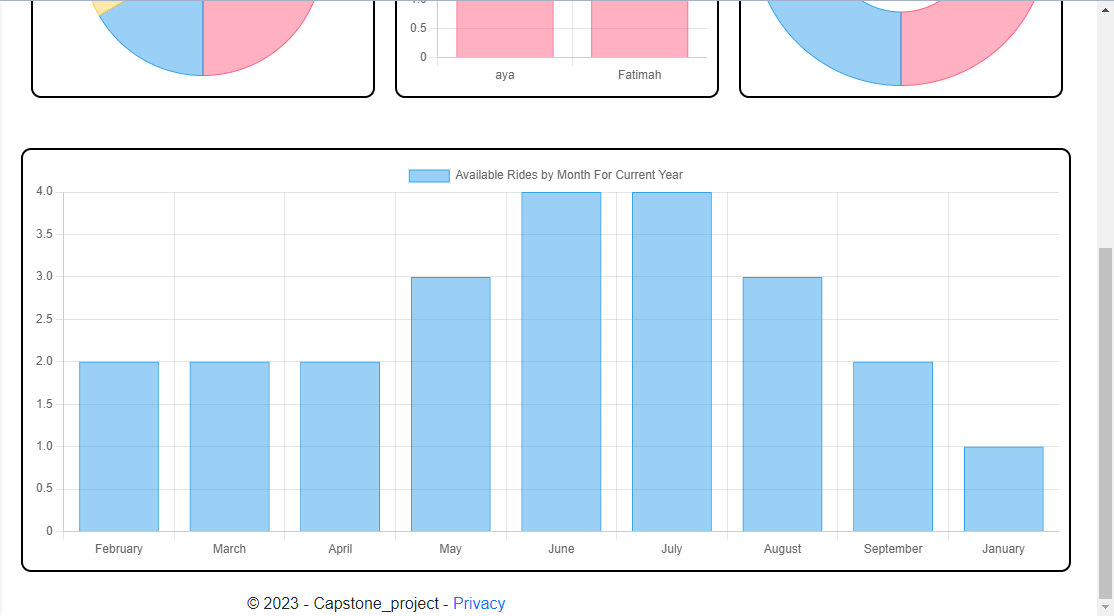 0.5
0
aya Fatimah
Available Rides by Month For Current Year
4.0
3.5
3.0
2.5
2.0
1.5
1.0
0.5
0
February March April May June July August September January
© 2023 - Capstone_project - Privacy